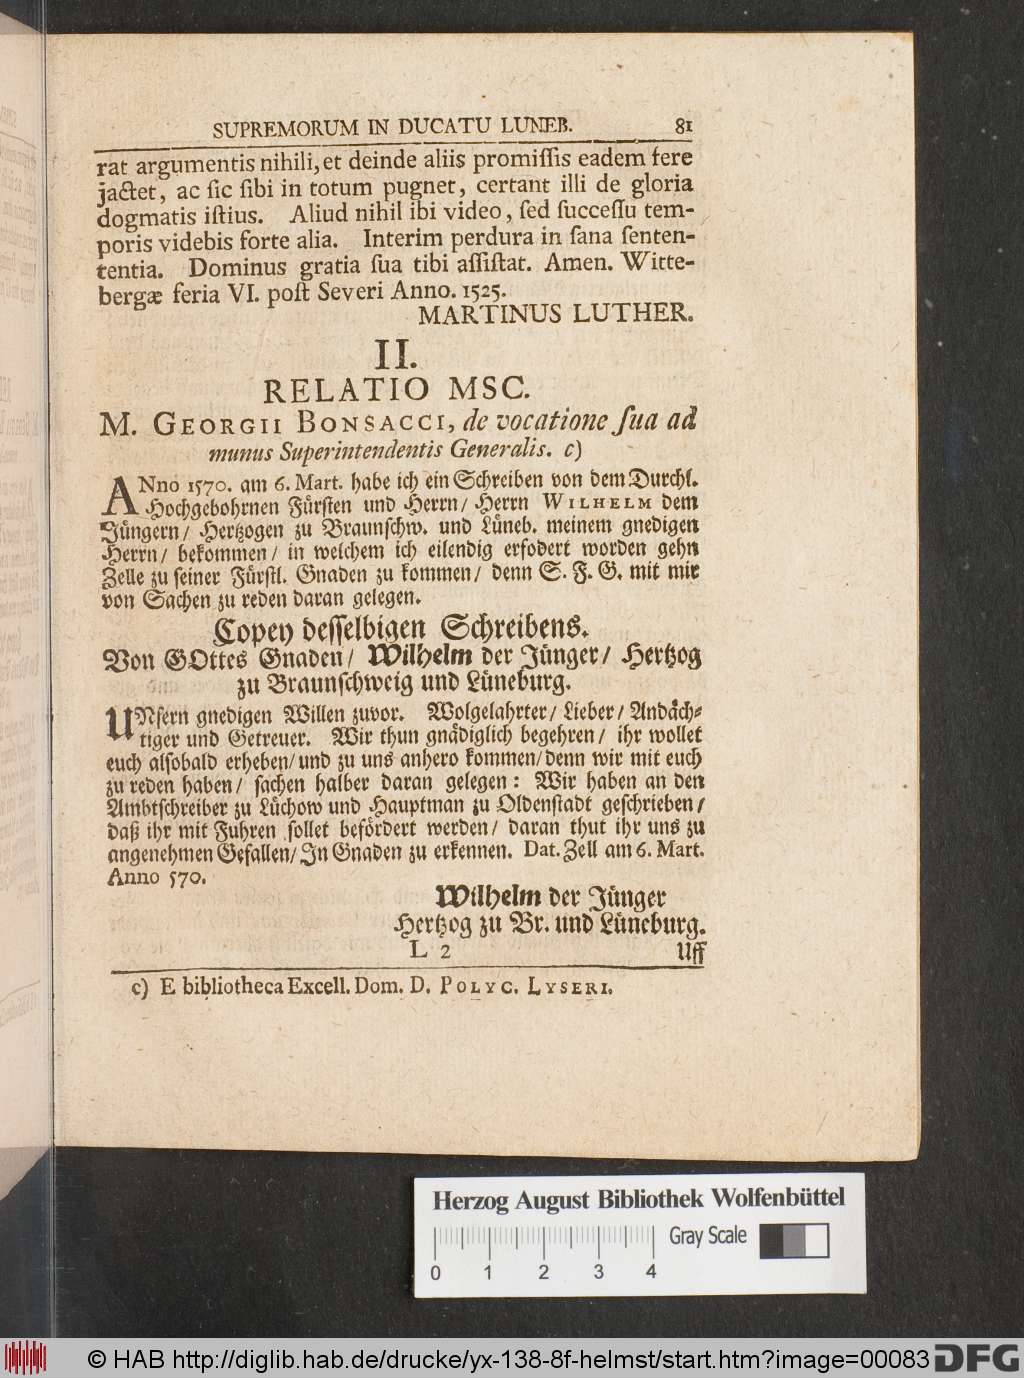 SUPREMORUM IN DUCATU LUNEB. 81
rat argumentis nihili, et deinde aliis promiſſis eadem fere
jactet, ac ſic ſibi in totum pugnet, certant illi de gloria
dogmatis iſtius. Aliud nihil ibi video, ſed ſucceſſu tem-
poris videbis forte alia. Interim perdura in ſana ſenten-
tentia. Dominus gratia ſua tibi aſſiſtat. Amen. Witte-
bergæ feria VI. poſt Severi Anno. 1525.
MARTINUS LUTHER.
II.
RELATIO MSC.
M. GEORGII BONSACCI, de vocatione ſua ad
munus Superintendentis Generalis. c)
ANno 1570. am 6. Mart. habe ich ein Schreiben von dem Durchl.
Hochgebohrnen Fürſten und Herrn/ Herrn WILHELM dem
Jüngern/ Hertzogen zu Braunſchw. und Lüneb. meinem gnedigen
Herrn/ bekommen/ in welchem ich eilendig erfodert worden gehn
Zelle zu ſeiner Fürſtl. Gnaden zu kommen/ denn S. F. G. mit mir
von Sachen zu reden daran gelegen.
Copey deſſelbigen Schreibens.
Von GOttes Gnaden/ Wilhelm der Jünger/ Hertzog
zu Braunſchweig und Lüneburg.
UNſern gnedigen Willen zuvor. Wolgelahrter/ Lieber/ Andäch⸗
tiger und Getreuer. Wir thun gnädiglich begehren/ ihr wollet
euch alſobald erheben/ und zu uns anhero kommen/ denn wir mit euch
zu reden haben/ ſachen halber daran gelegen: Wir haben an den
Ambtſchreiber zu Lüchow und Hauptman zu Oldenſtadt geſchrieben/
daß ihr mit Fuhren ſollet befördert werden/ daran thut ihr uns zu
angenehmen Gefallen/ In Gnaden zu erkennen. Dat. Zell am 6. Mart.
Anno 570.
Wilhelm der Jünger
Hertzog zu Br. und Lüneburg.
L 2 Uff
c) E bibliotheca Excell. Dom. D. POLYC. LYSERI.
Herzog August Bibliothek Wolfenbüttel
Gray Scale
0 1 2 3 4
© HAB http://diglib.hab.de/drucke/yx-138-8f-helmst/start.htm?image=00083 DFG